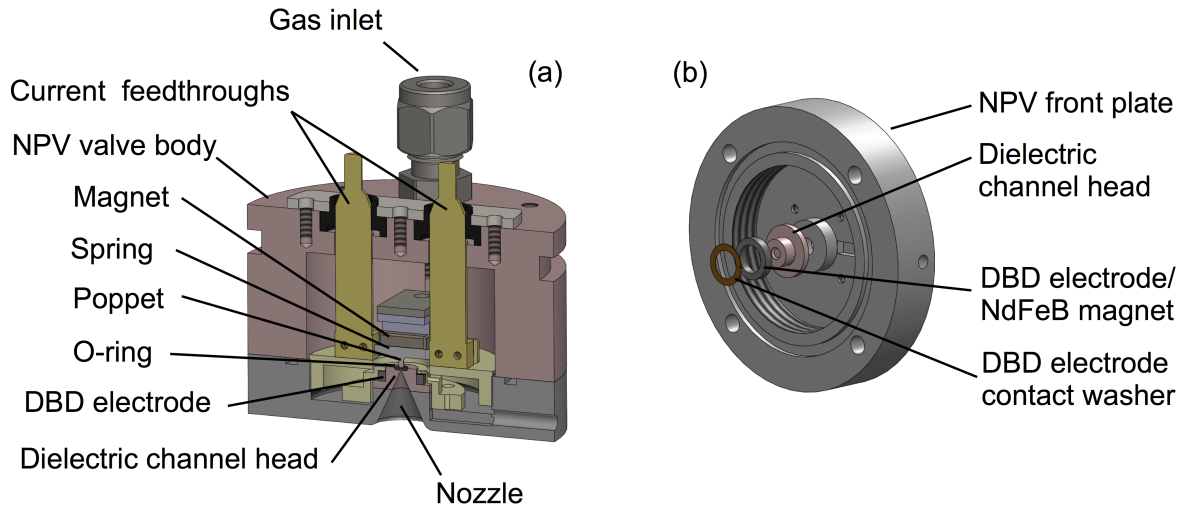 Gas inlet
(a)
Current feedthroughs
NPV valve body
Magnet
Spring
Poppet
O-ring
DBD electrode
Dielectric channel head
Nozzle
(b)
NPV front plate
Dielectric
channel head
DBD electrode/
NdFeB magnet
DBD electrode
contact washer